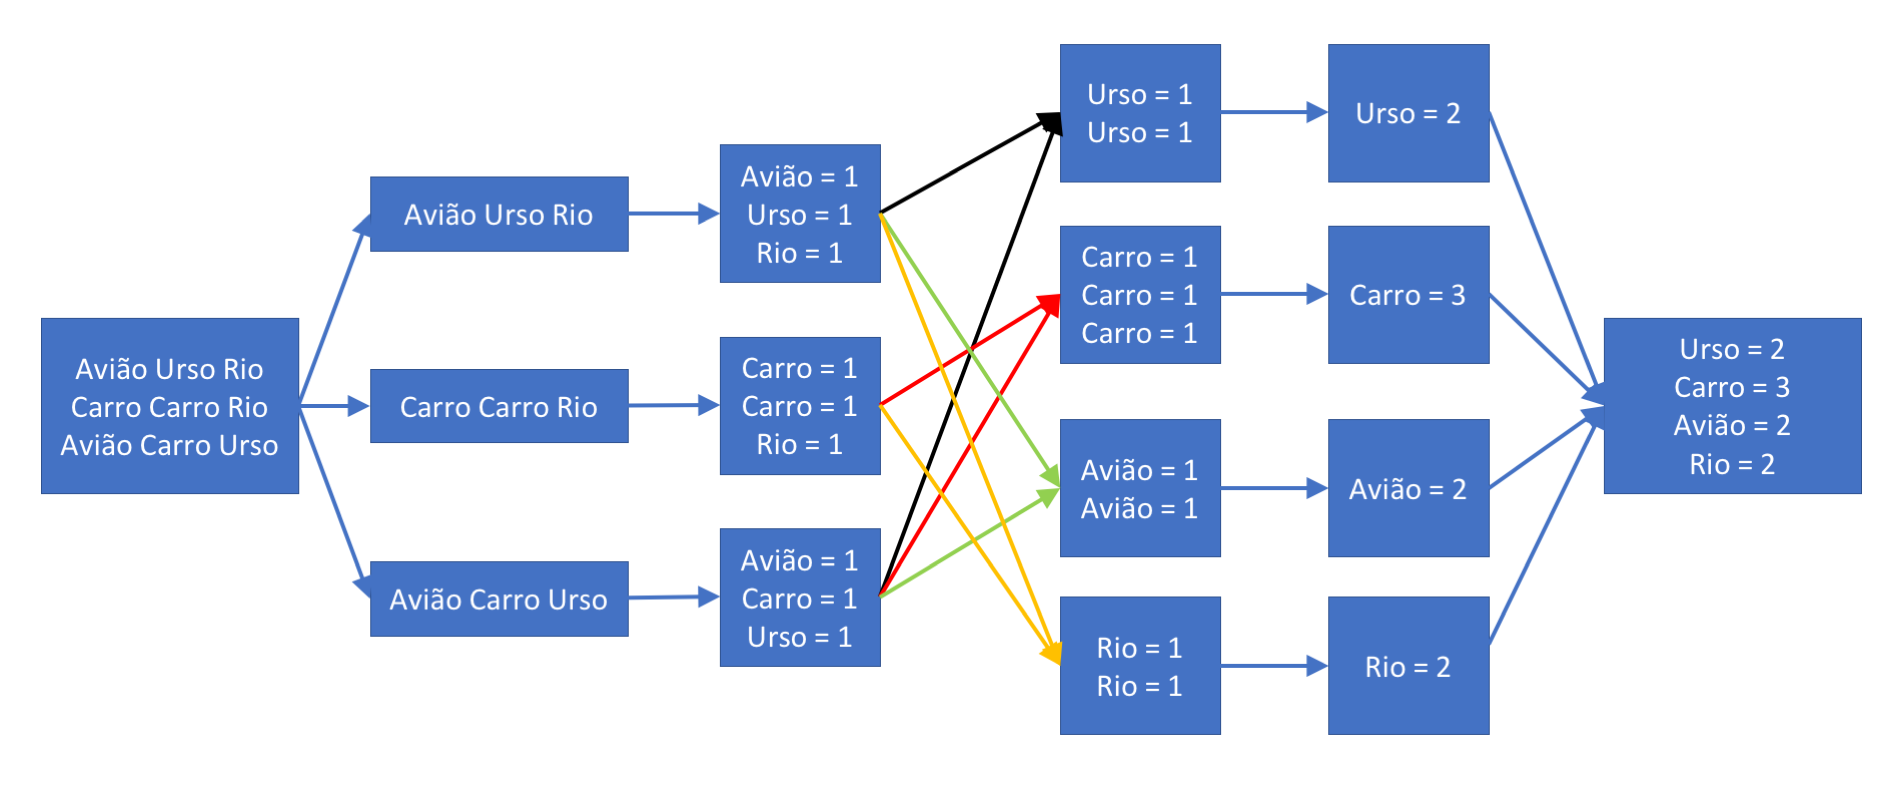 Avião Urso Rio
Carro Carro Rio
Avião Carro Urso
Avião Urso Rio
Carro Carro Rio
Avião Carro Urso
Avião = 1
Urso = 1
Rio = 1
Carro = 1
Carro = 1
Rio = 1
Avião = 1
Carro = 1
Urso = 1
Urso = 1
Urso = 1
Carro = 1
Carro = 1
Carro = 1
Avião = 1
Avião = 1
Rio = 1
Rio = 1
Urso = 2
Carro = 3
Avião = 2
Rio = 2
Urso = 2
Carro = 3
Avião = 2
Rio = 2